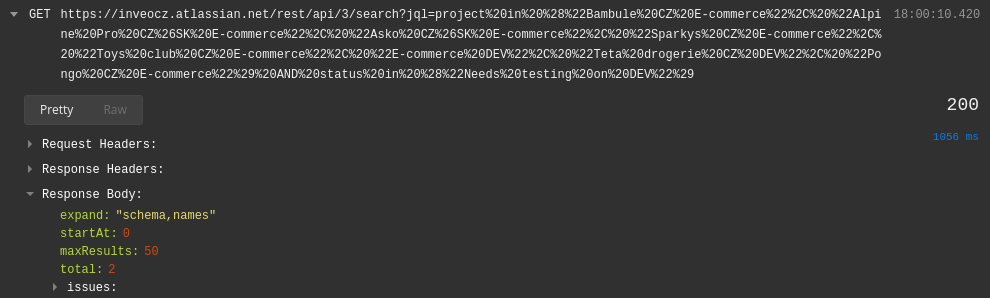 GET https://inveocz.atlassian.net/rest/api/3/search?jql=project%20in%20%28%22Bambule%20CZ%20E-commerce%22%2C%20%22Alpi 18:00:10.420
ne%20Pro%20CZ%26SK%20E-commerce%22%2C%20%22Asko%20CZ%26SK%20E-commerce%22%2C%20%22Sparkys%20CZ%20E-commerce%22%2C%
20%22Toys%20club%20CZ%20E-commerce%22%2C%20%22E-commerce%20DEV%22%2C%20%22Teta%20drogerie%20CZ%20DEV%22%2C%20%22Po
ngo%20CZ%20E-commerce%22%29%20AND%20status%20in%20%28%22Needs%20testing%20on%20DEV%22%29
Pretty Raw 200
1056 ms
Request Headers:
Response Headers:
Response Body:
expand: "schema,names"
startAt: 0
maxResults: 50
total: 2
issues: